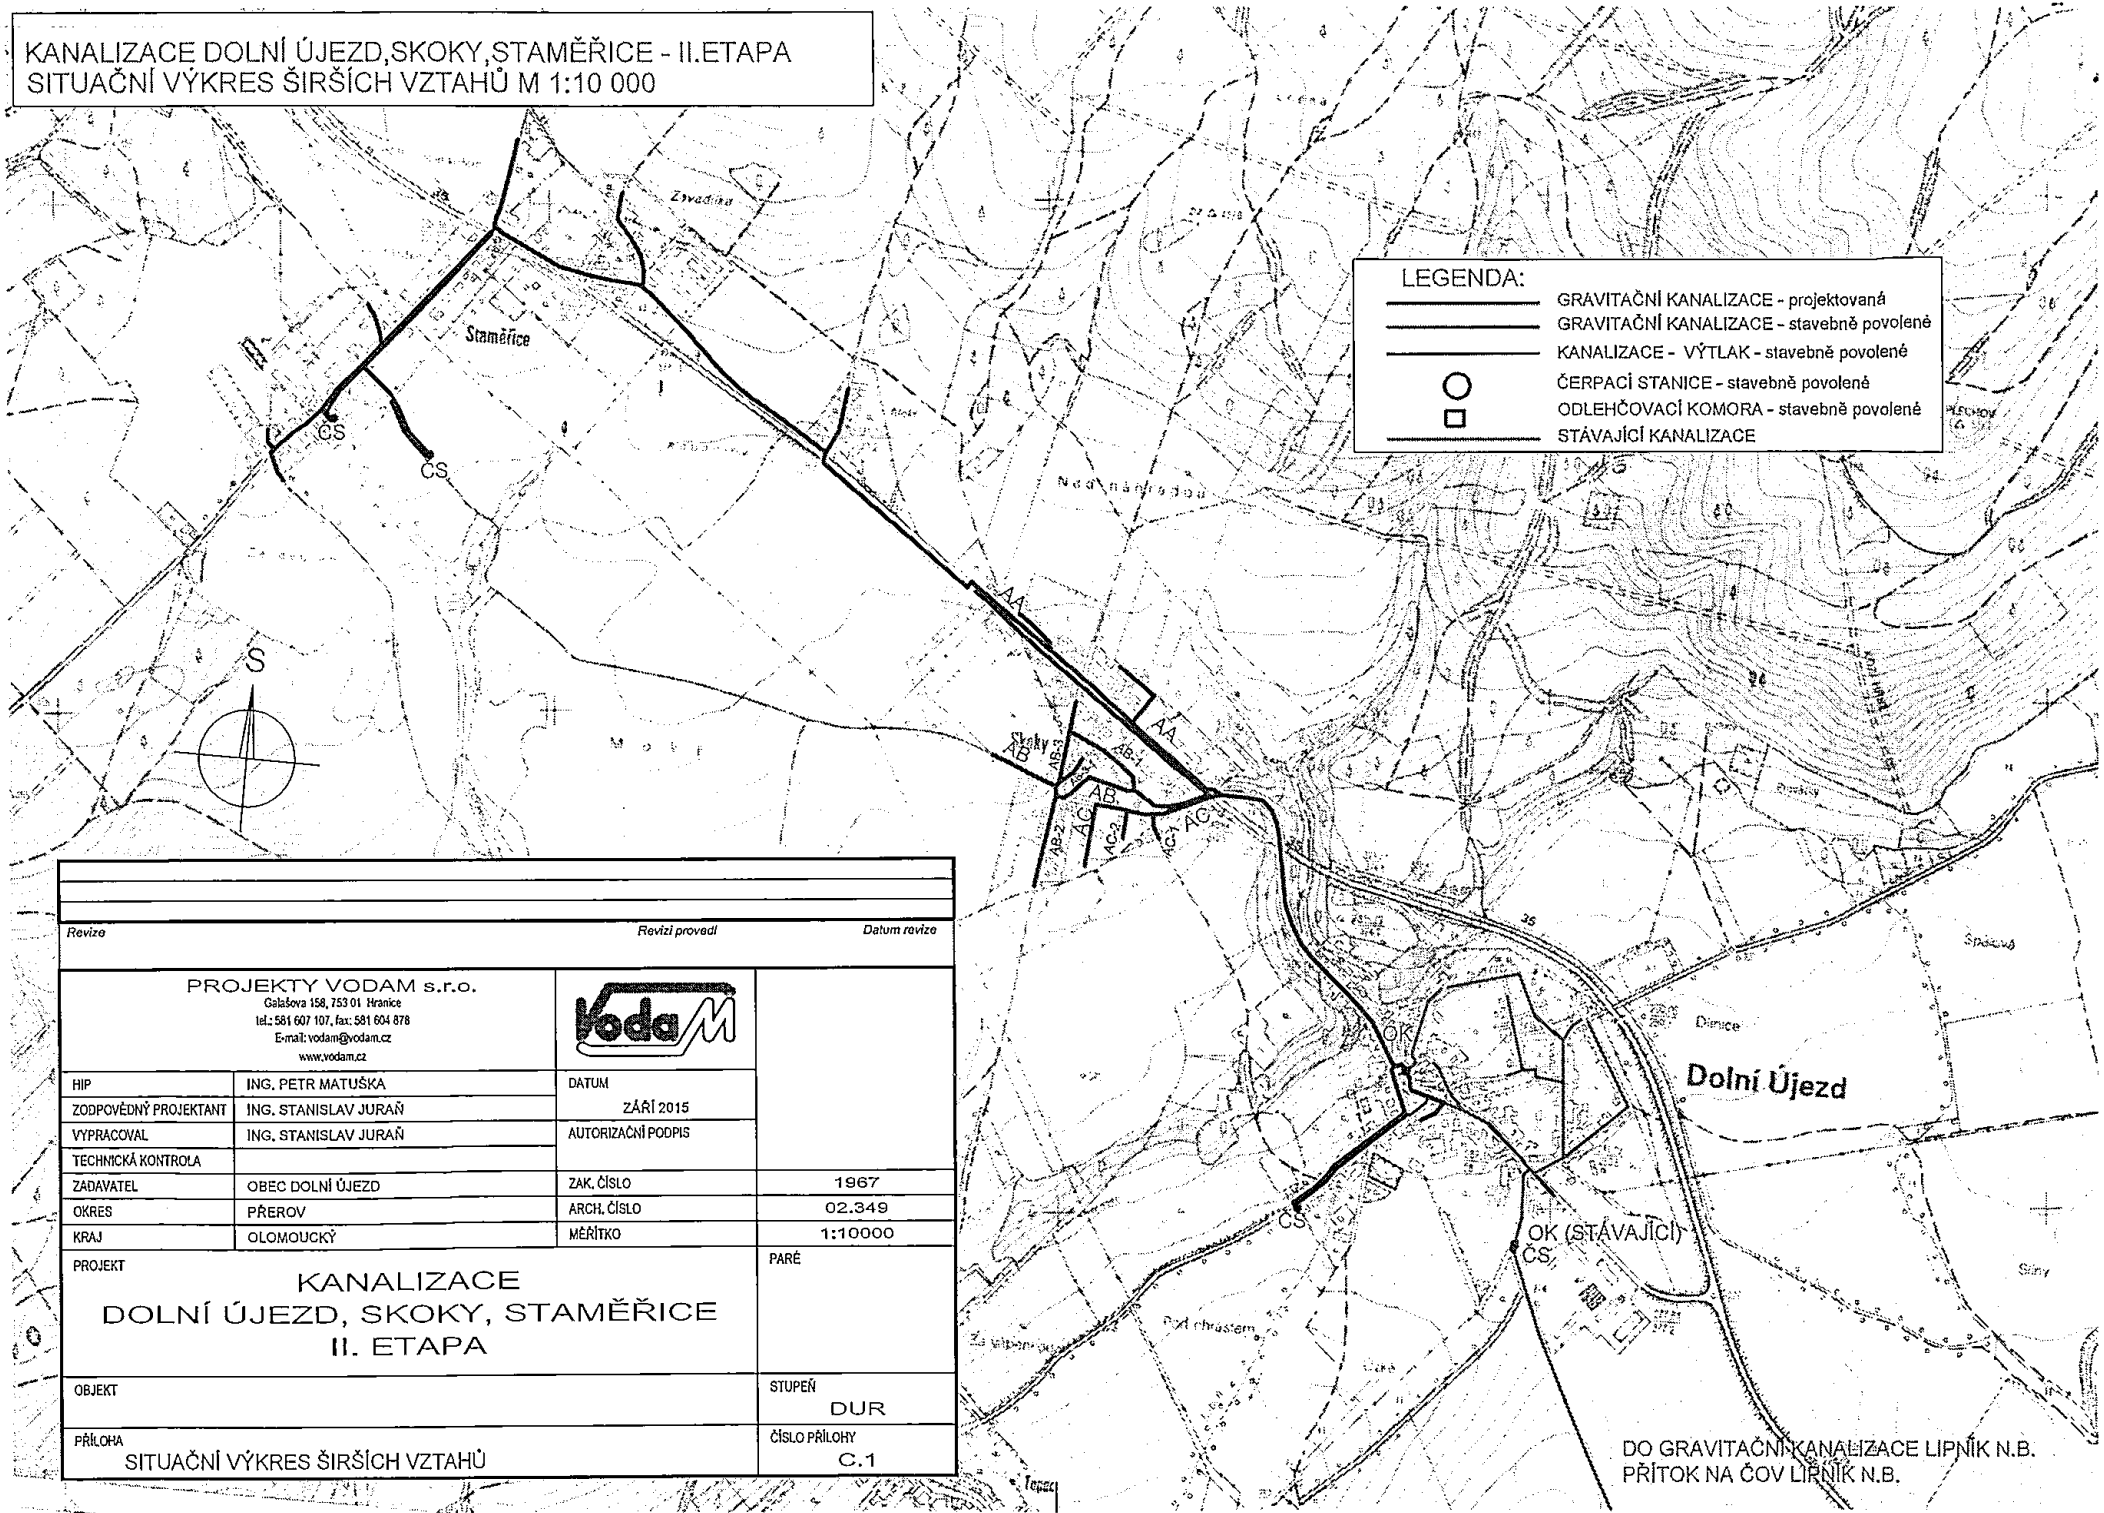 KANALIZACE DOLNÍ ÚJEZD,SKOKY,STAMĚŘICE - II.ETAPA
SITUAČNÍ VÝKRES ŠIRŠÍCH VZTAHŮ M 1:10 000
LEGENDA:
GRAVITAČNÍ KANALIZACE - projektovaná
GRAVITAČNÍ KANALIZACE - stavebně povolené
KANALIZACE - VÝTLAK - stavebně povolené
ČERPACÍ STANICE - stavebně povolené
ODLEHČOVACÍ KOMORA - stavebně povolené
STÁVAJÍCÍ KANALIZACE
Závadilka
Staměřice
ČS
ČS
Nad náhradou
S
AA
AA
Skoky
AB
AB-3
AB-1
AB
AB-2
AC
AC-2
AC-1
AC
35
OK
Dolní Újezd
Dlnice
ČS
OK (STÁVAJÍCÍ)
ČS
Pod chrástem
DO GRAVITAČNÍ KANALIZACE LIPNÍK N.B.
PŘÍTOK NA ČOV LIPNÍK N.B.
Revize
Revizi provedl
Datum revize
PROJEKTY VODAM s.r.o.
Galašova 158, 753 01 Hranice
tel.: 581 607 107, fax: 581 604 878
E-mail: vodam@vodam.cz
www.vodam.cz
Voda M
HIP
ING. PETR MATUŠKA
DATUM
ZÁŘÍ 2015
ZODPOVĚDNÝ PROJEKTANT
ING. STANISLAV JURAŇ
VYPRACOVAL
ING. STANISLAV JURAŇ
AUTORIZAČNÍ PODPIS
TECHNICKÁ KONTROLA
ZADAVATEL
OBEC DOLNÍ ÚJEZD
ZAK. ČÍSLO
1967
OKRES
PŘEROV
ARCH. ČÍSLO
02.349
KRAJ
OLOMOUCKÝ
MĚŘÍTKO
1:10000
PROJEKT
KANALIZACE
DOLNÍ ÚJEZD, SKOKY, STAMĚŘICE
II. ETAPA
PARÉ
OBJEKT
STUPEŇ
DUR
PŘÍLOHA
SITUAČNÍ VÝKRES ŠIRŠÍCH VZTAHŮ
ČÍSLO PŘÍLOHY
C.1